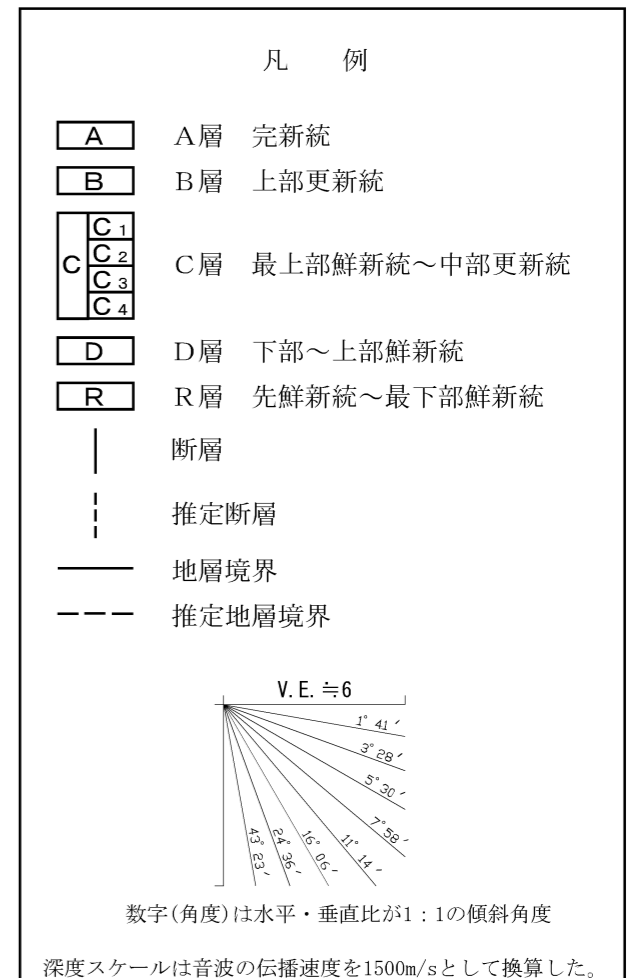 凡　例
A　A層　完新統
B　B層　上部更新統
C　C1　C2　C3　C4　C層　最上部鮮新統～中部更新統
D　D層　下部～上部鮮新統
R　R層　先鮮新統～最下部鮮新統
断層
推定断層
地層境界
推定地層境界
V.E.≒6
1°41′
3°28′
5°30′
7°58′
11°14′
16°06′
24°36′
43°23′
数字(角度)は水平・垂直比が1：1の傾斜角度
深度スケールは音波の伝播速度を1500m/sとして換算した。